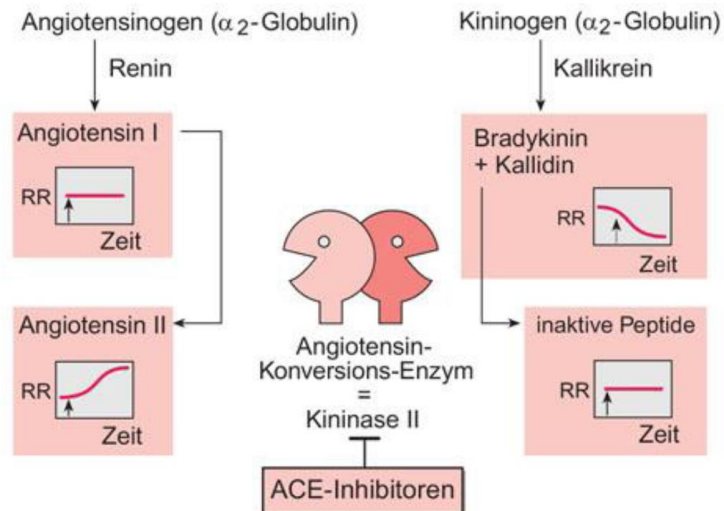 Angiotensinogen (α2-Globulin)
Renin
Angiotensin I
RR
Zeit
Angiotensin II
RR
Zeit
Angiotensin-
Konversions-Enzym
=
Kininase II
ACE-Inhibitoren
Kininogen (α2-Globulin)
Kallikrein
Bradykinin
+ Kallidin
RR
Zeit
inaktive Peptide
RR
Zeit